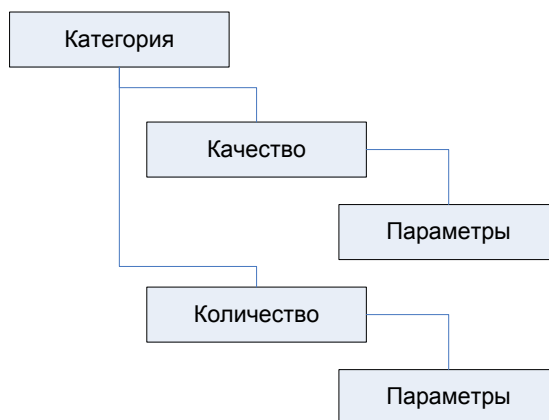 Категория
Качество
Параметры
Количество
Параметры